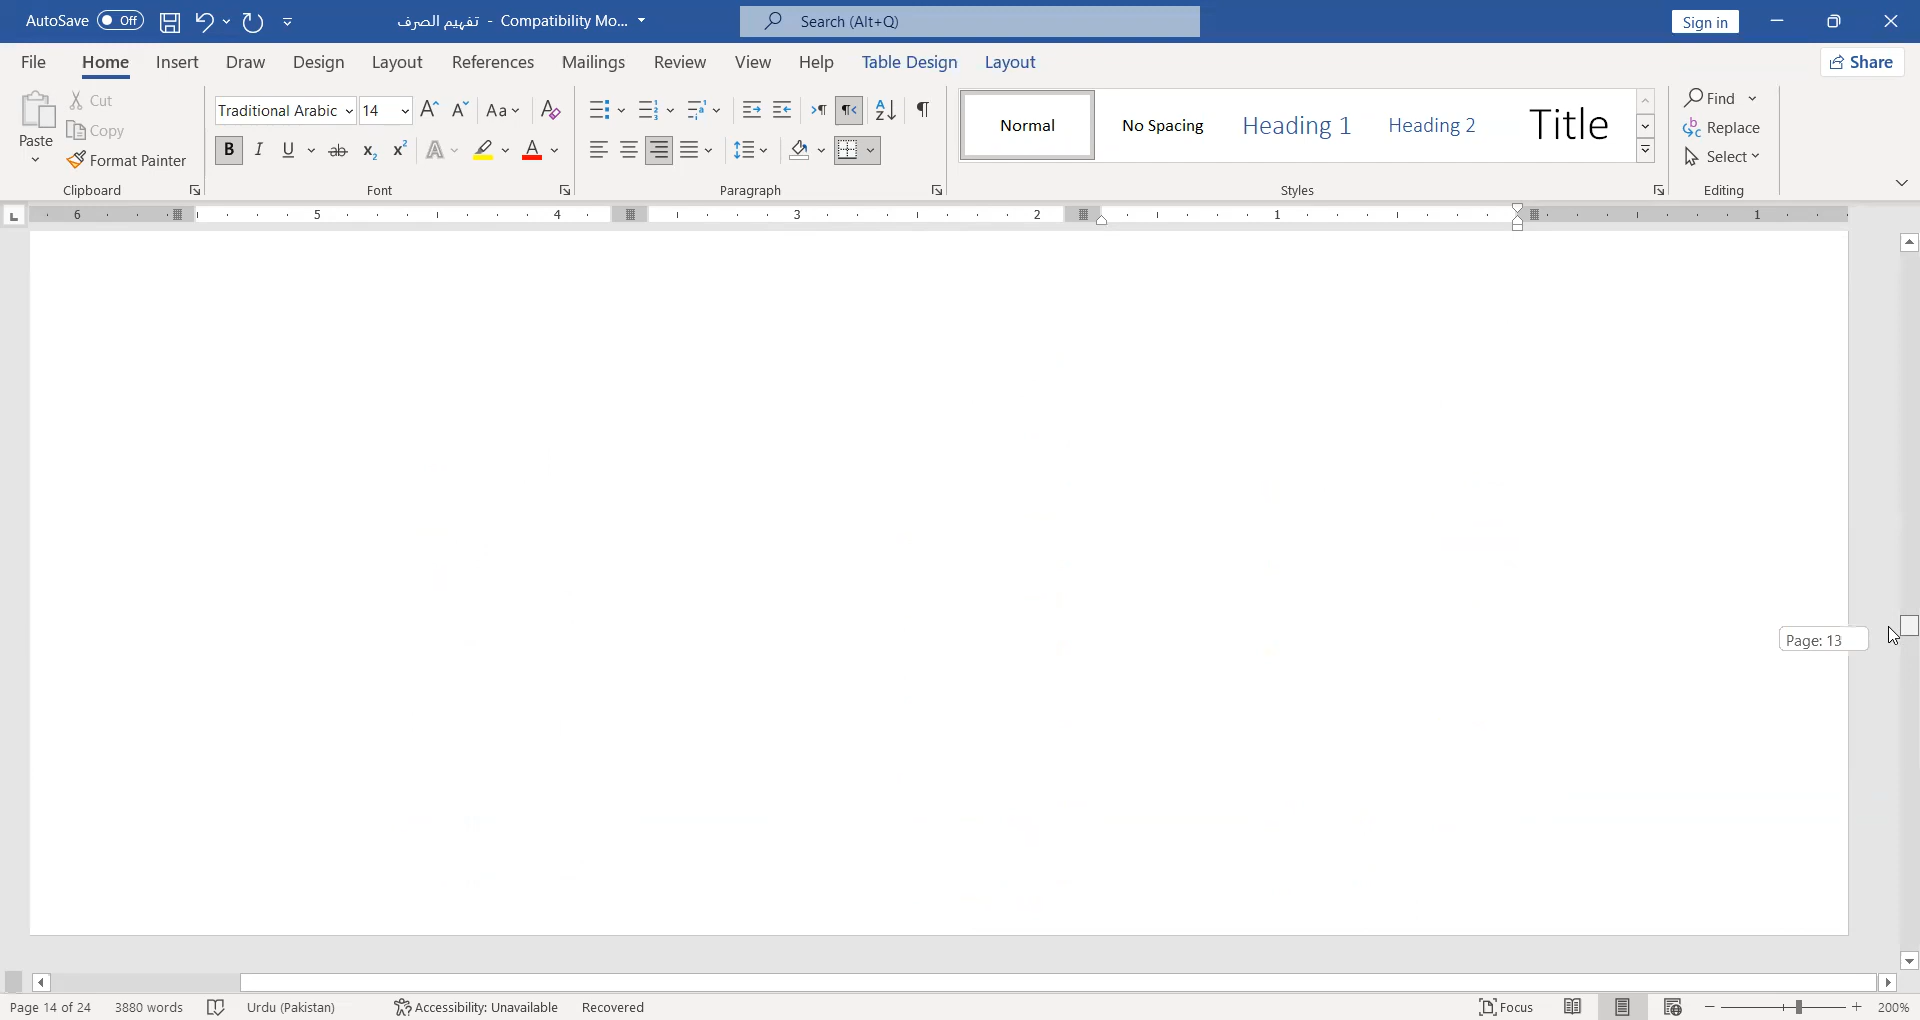 AutoSave Off تفهيم الصرف - Compatibility Mo... Search (Alt+Q) Sign in
File Home Insert Draw Design Layout References Mailings Review View Help Table Design Layout Share
Paste Cut Copy Format Painter
Clipboard
Traditional Arabic 14
Font
Paragraph
Normal No Spacing Heading 1 Heading 2 Title
Styles
Find
Replace
Select
Editing
6 5 4 3 2 1 1
Page: 13
Page 14 of 24 3880 words Urdu (Pakistan) Accessibility: Unavailable Recovered Focus 200%